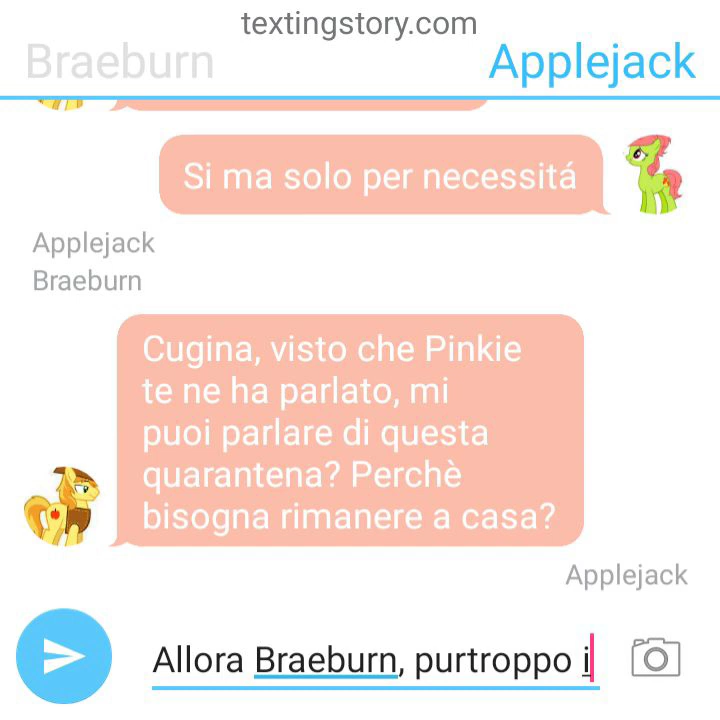 textingstory.com
Braeburn
Applejack
Si ma solo per necessitá
Applejack
Braeburn
Cugina, visto che Pinkie
te ne ha parlato, mi
puoi parlare di questa
quarantena? Perchè
bisogna rimanere a casa?
Applejack
Allora Braeburn, purtroppo i